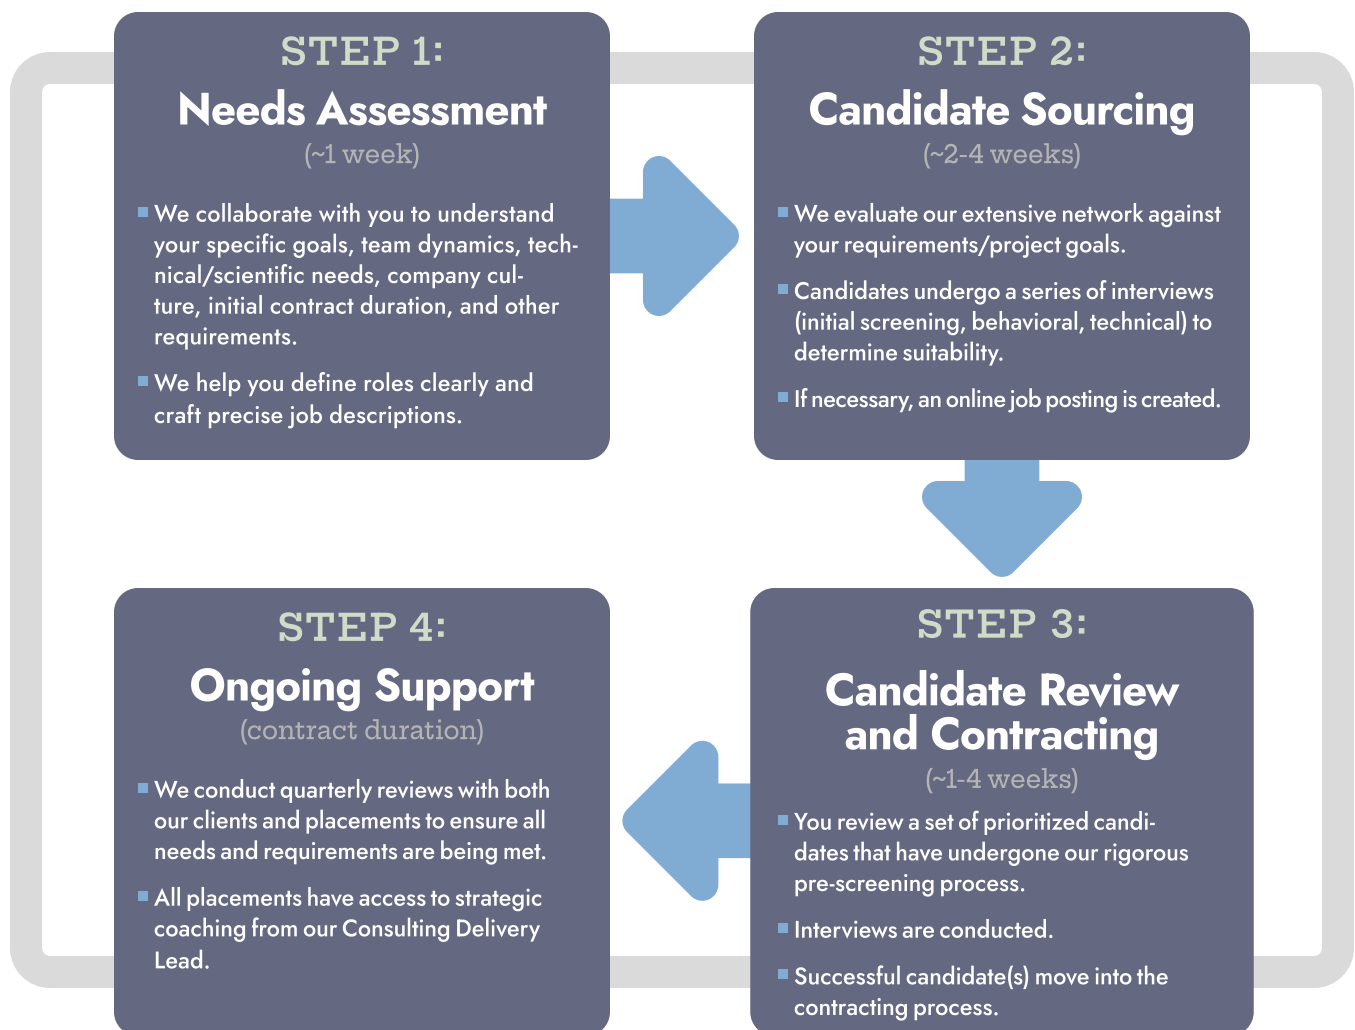 STEP 1:
Needs Assessment
(~1 week)
We collaborate with you to understand
your specific goals, team dynamics, tech-
nical/scientific needs, company cul-
ture, initial contract duration, and other
requirements.
We help you define roles clearly and
craft precise job descriptions.
STEP 2:
Candidate Sourcing
(~2-4 weeks)
We evaluate our extensive network against
your requirements/project goals.
Candidates undergo a series of interviews
(initial screening, behavioral, technical) to
determine suitability.
If necessary, an online job posting is created.
STEP 3:
Candidate Review
and Contracting
(~1-4 weeks)
You review a set of prioritized candi-
dates that have undergone our rigorous
pre-screening process.
Interviews are conducted.
Successful candidate(s) move into the
contracting process.
STEP 4:
Ongoing Support
(contract duration)
We conduct quarterly reviews with both
our clients and placements to ensure all
needs and requirements are being met.
All placements have access to strategic
coaching from our Consulting Delivery
Lead.